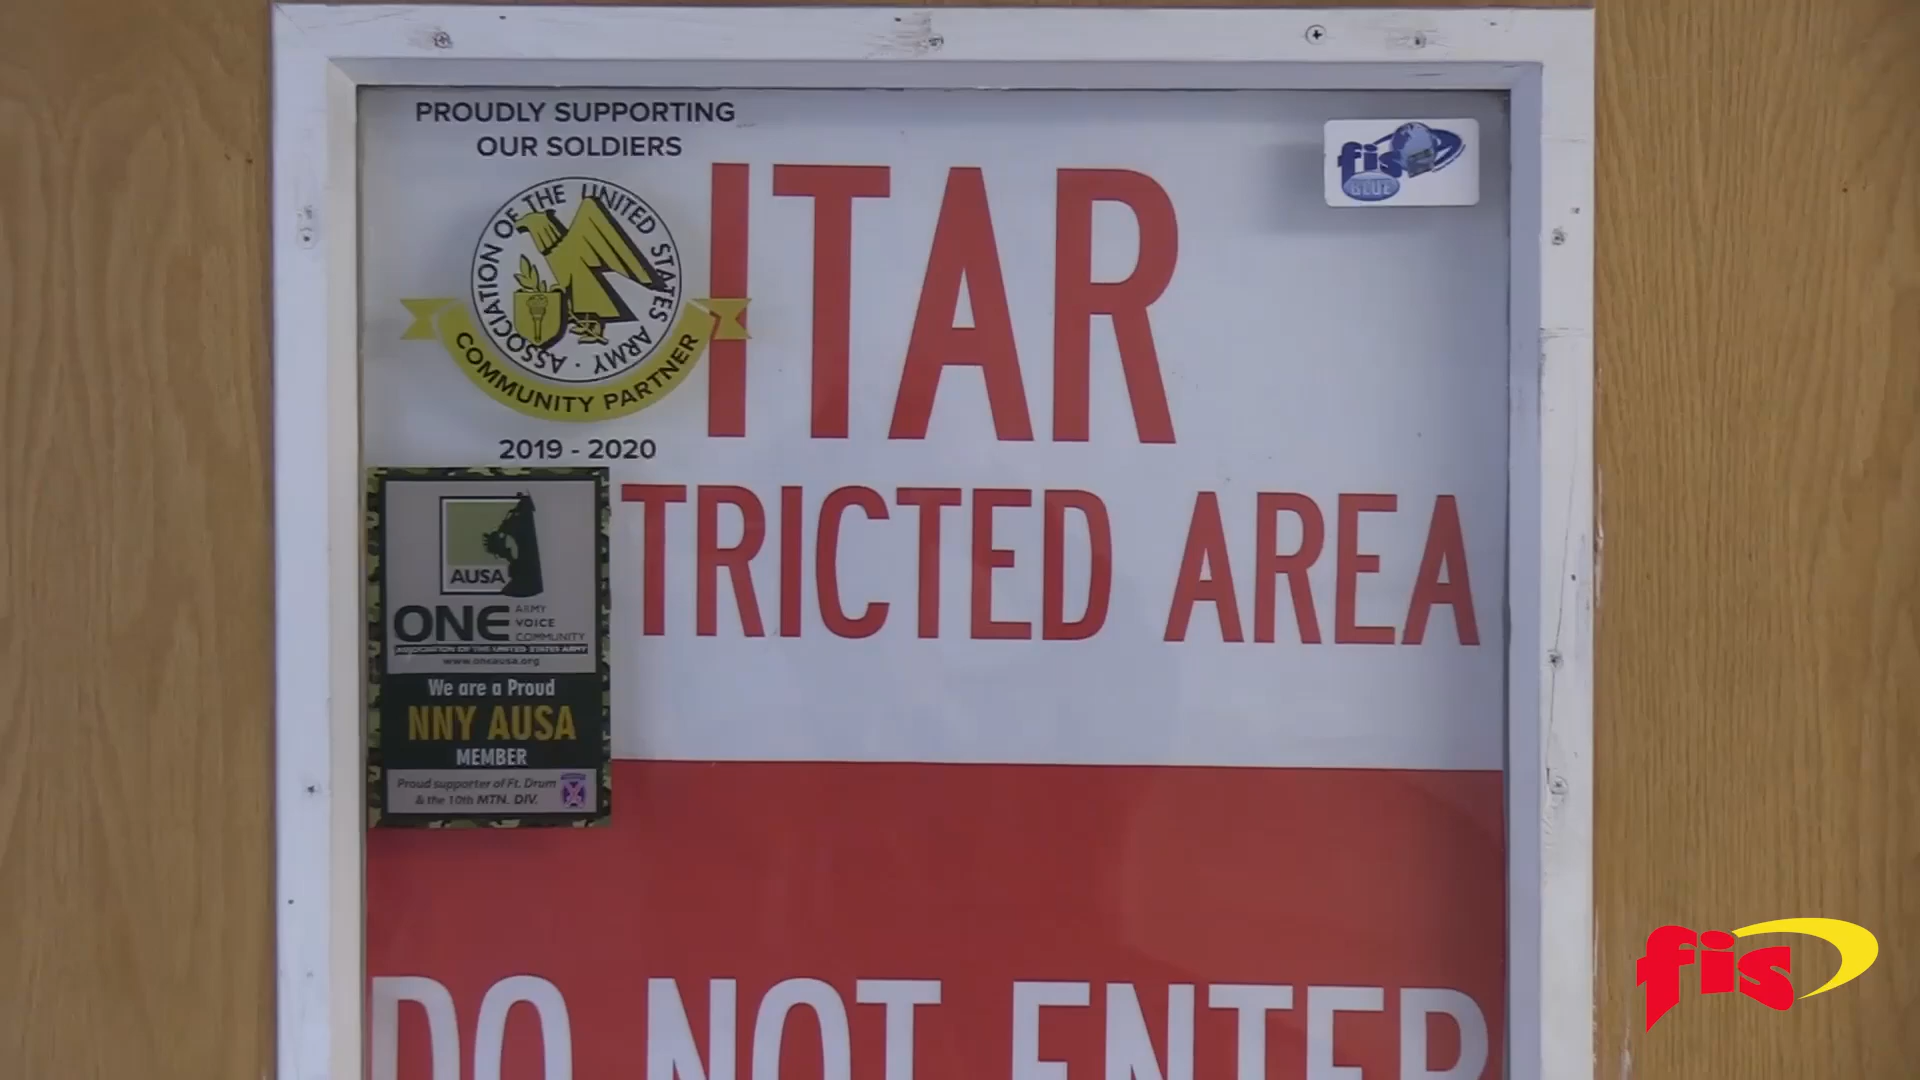 PROUDLY SUPPORTING
OUR SOLDIERS
ASSOCIATION OF THE UNITED STATES ARMY
COMMUNITY PARTNER
2019 - 2020
fis
BLUE
ITAR
TRICTED AREA
AUSA
ONE
ARMY
VOICE
COMMUNITY
ASSOCIATION OF THE UNITED STATES ARMY
www.oneausa.org
We are a Proud
NNY AUSA
MEMBER
Proud supporter of Ft. Drum
& the 10th MTN. DIV.
DO NOT ENTER
fis